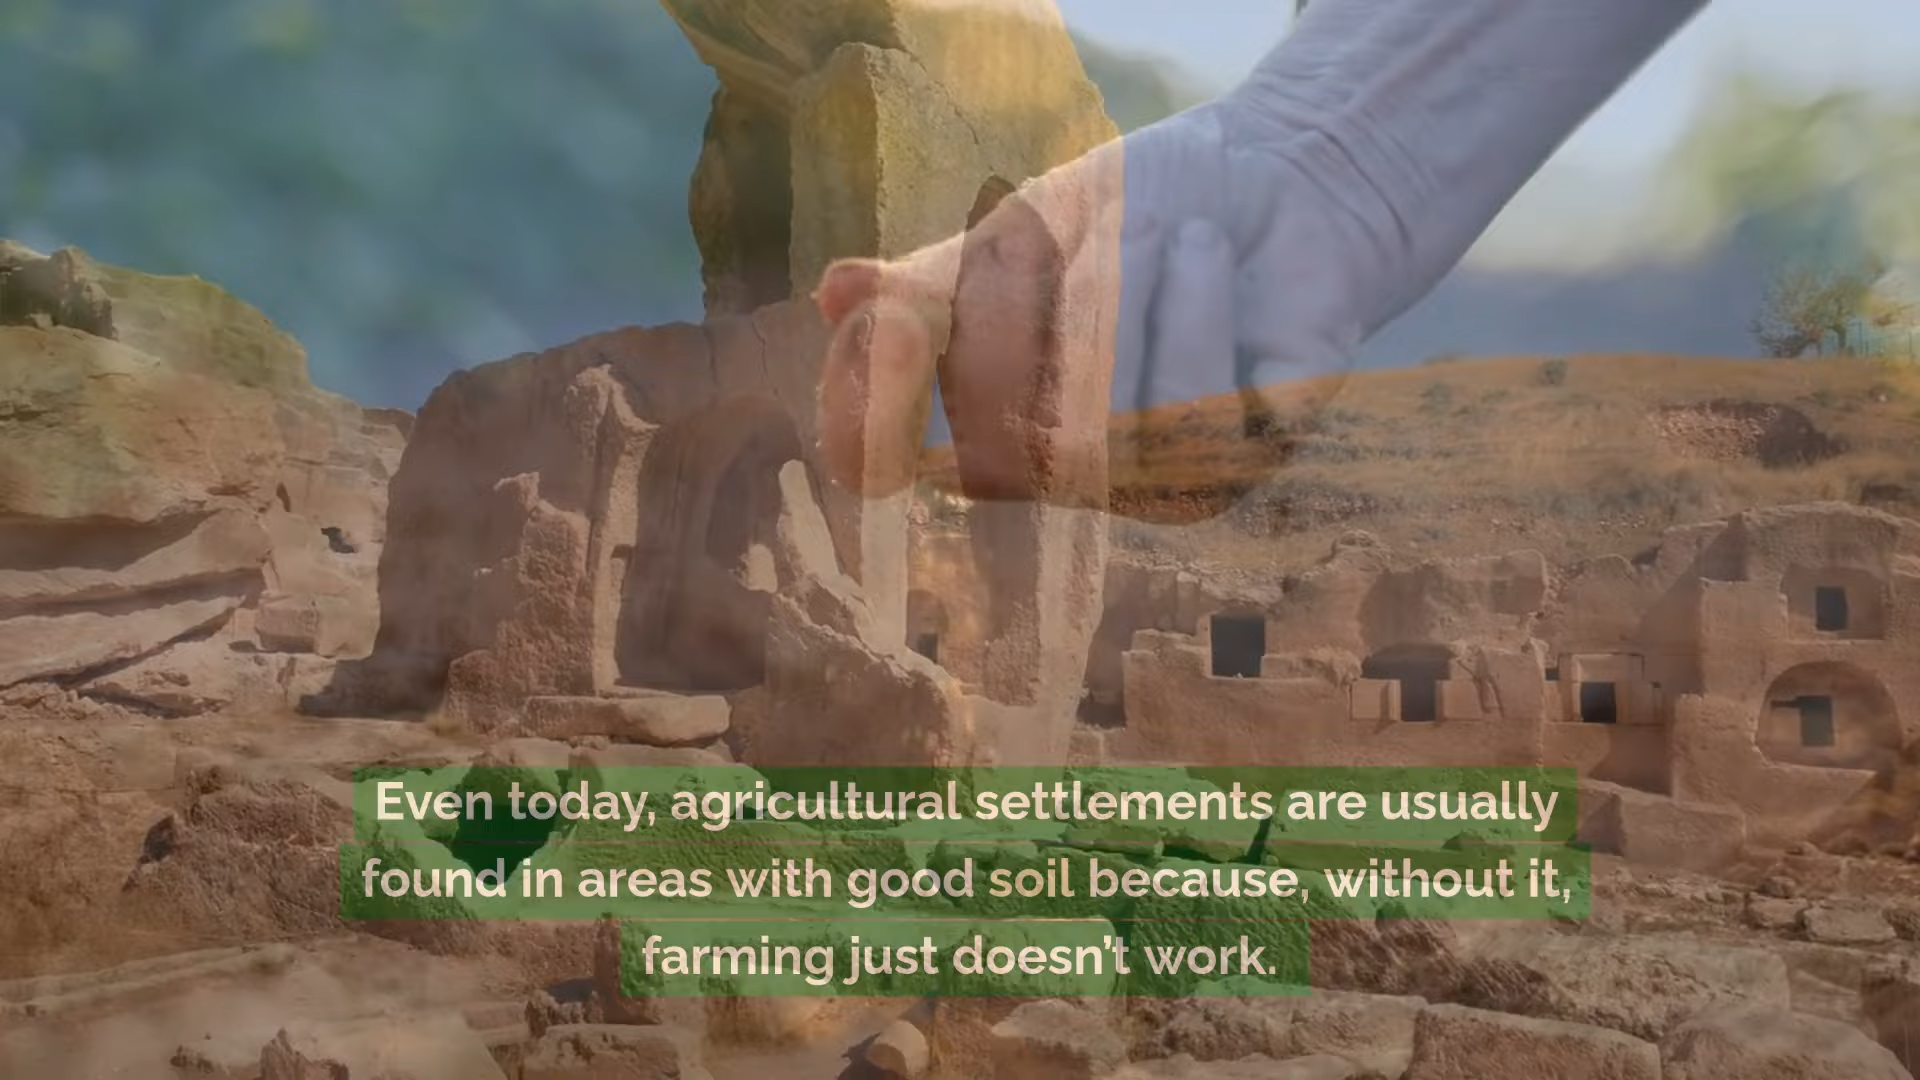 Even today, agricultural settlements are usually
found in areas with good soil because, without it,
farming just doesn’t work.